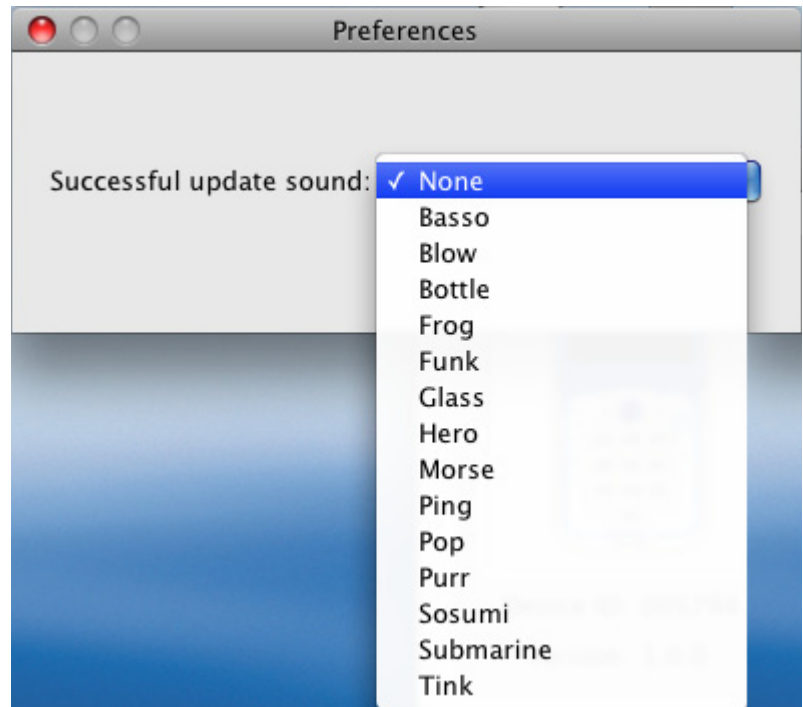 Preferences
Successful update sound: ✓ None
Basso
Blow
Bottle
Frog
Funk
Glass
Hero
Morse
Ping
Pop
Purr
Sosumi
Submarine
Tink